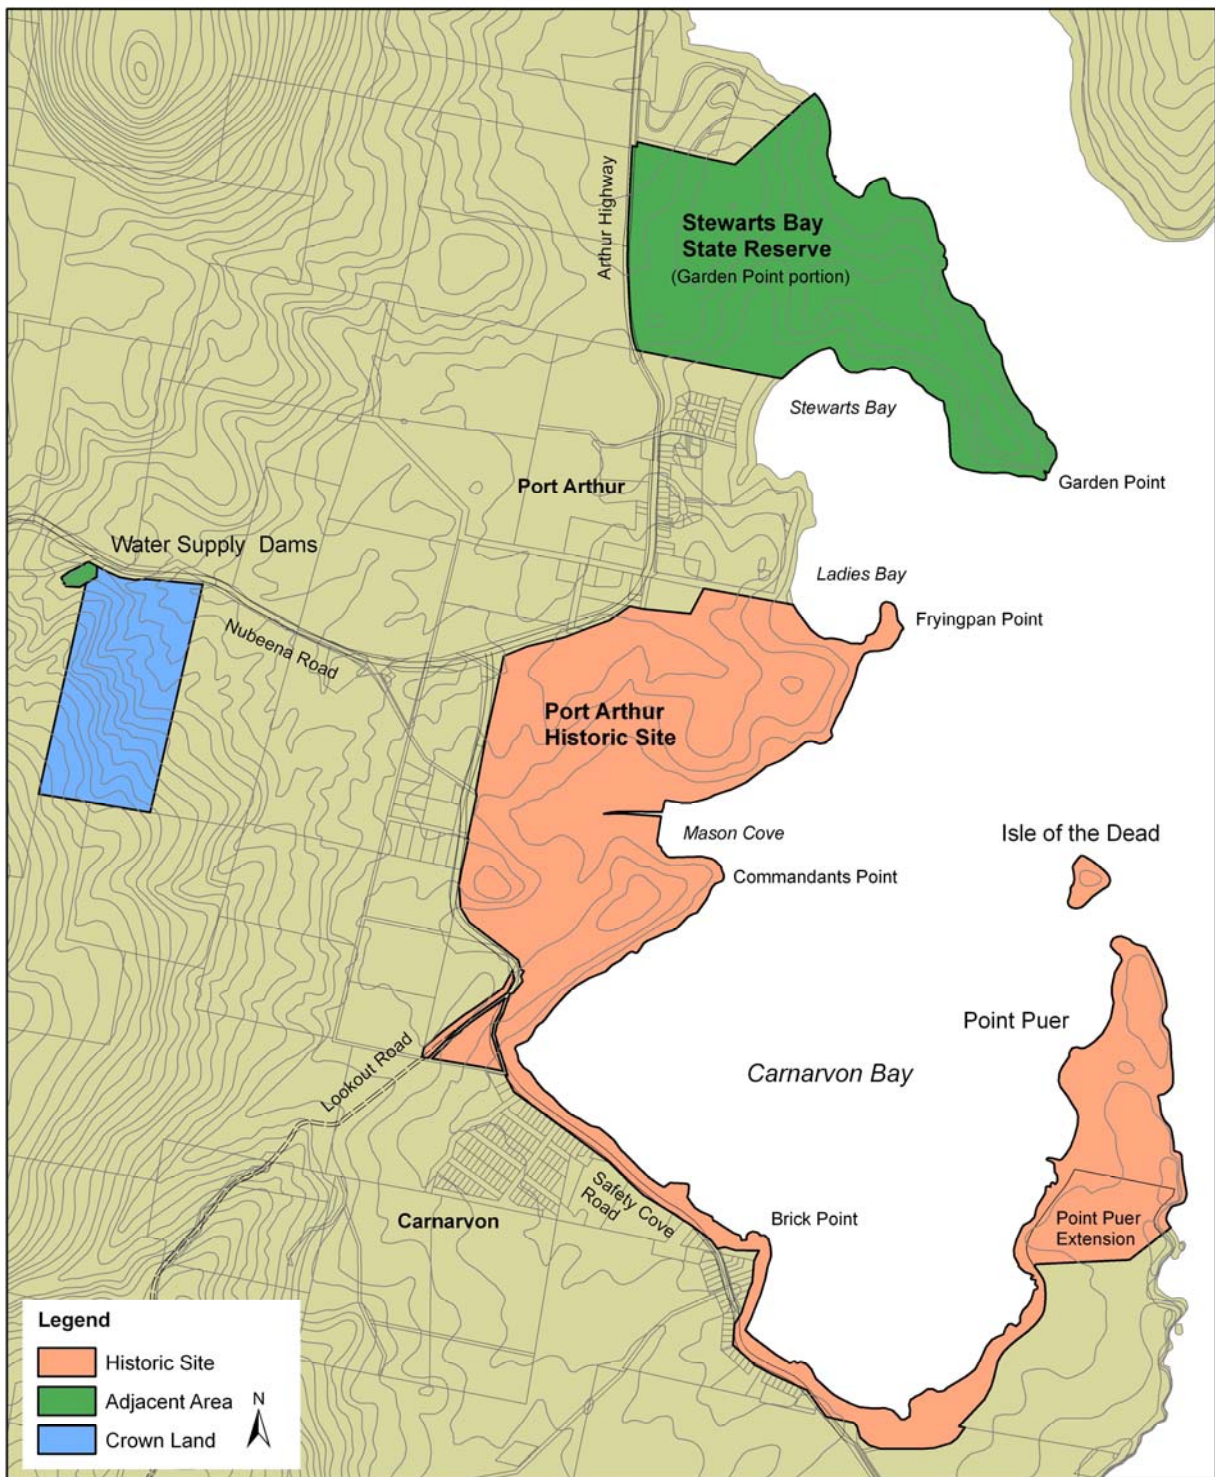 Arthur Highway
Stewarts Bay
State Reserve
(Garden Point portion)
Stewarts Bay
Garden Point
Port Arthur
Water Supply Dams
Ladies Bay
Fryingpan Point
Nubeena Road
Port Arthur
Historic Site
Mason Cove
Isle of the Dead
Commandants Point
Point Puer
Lookout Road
Carnarvon Bay
Safety Cove
Road
Carnarvon
Brick Point
Point Puer
Extension
Legend
Historic Site
Adjacent Area
Crown Land
N